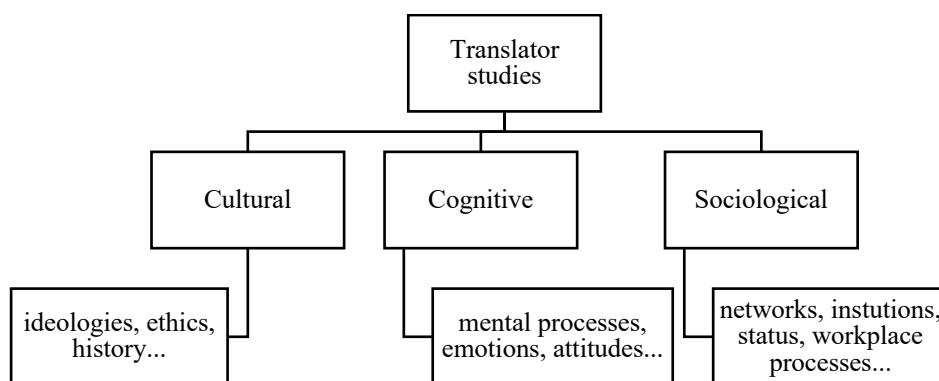 Translator
studies
Cultural
Cognitive
Sociological
ideologies, ethics,
history...
mental processes,
emotions, attitudes...
networks, instutions,
status, workplace
processes...